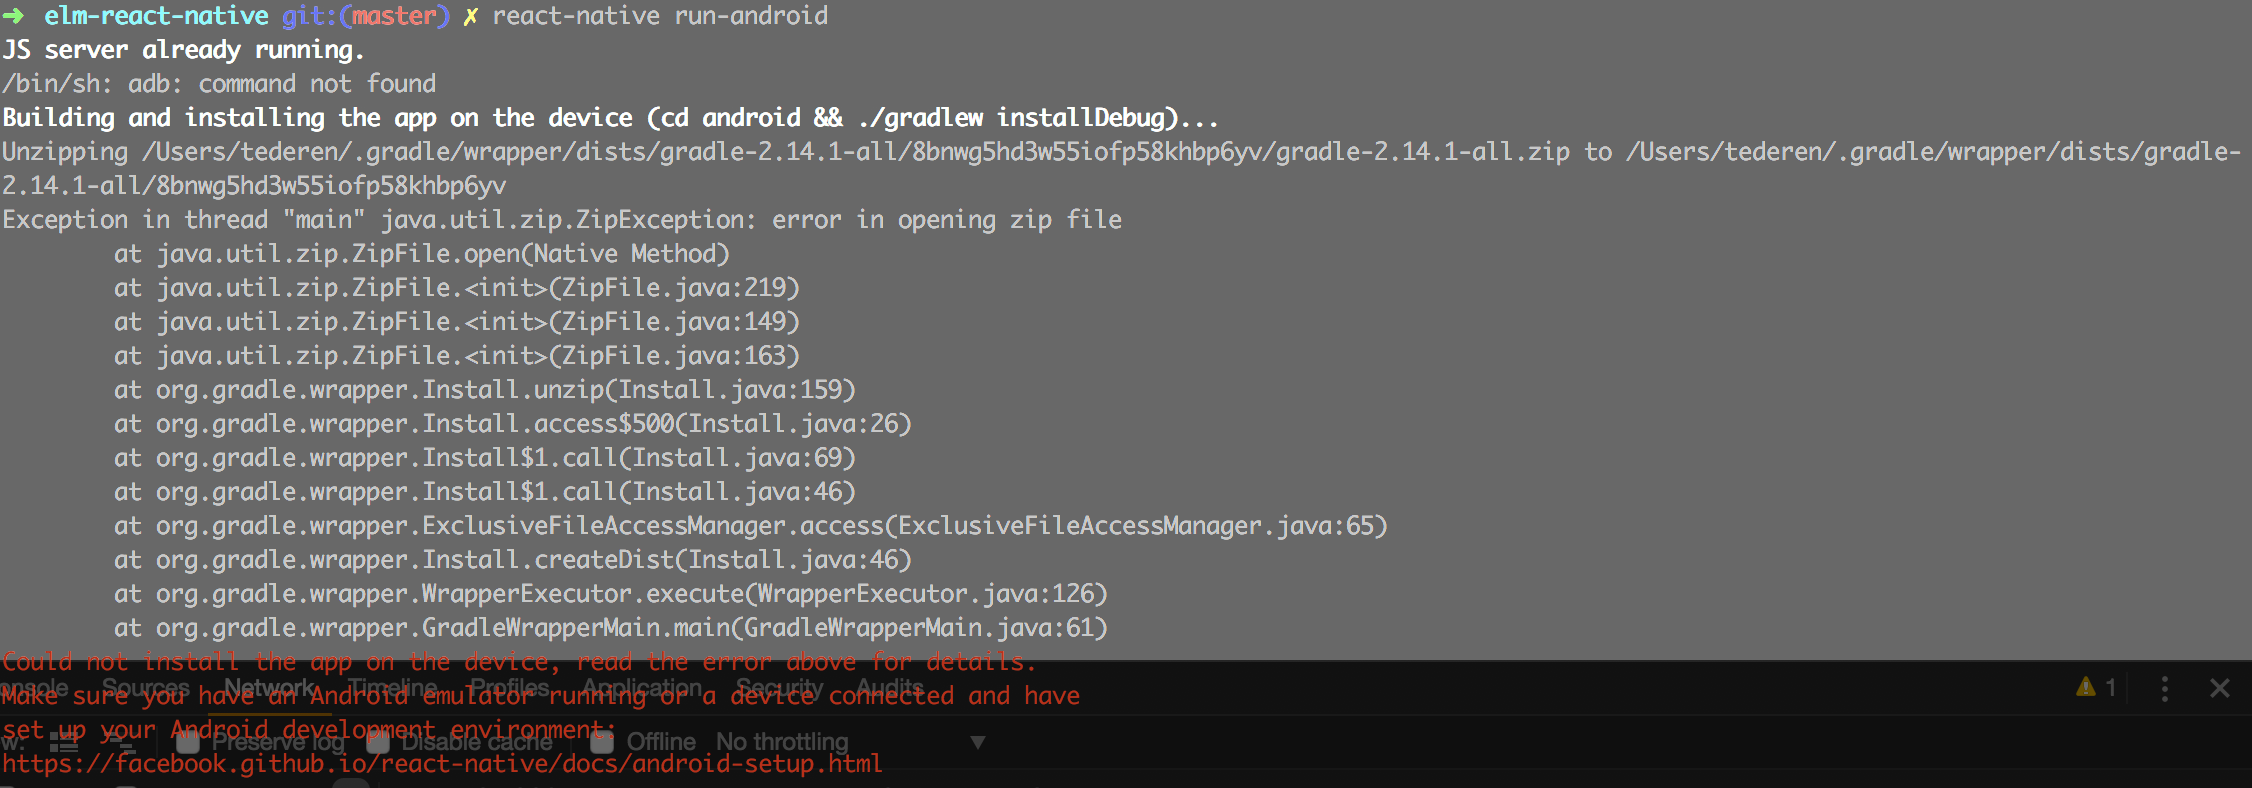 ➜ elm-react-native git:(master) ✗ react-native run-android
JS server already running.
/bin/sh: adb: command not found
Building and installing the app on the device (cd android && ./gradlew installDebug)...
Unzipping /Users/tederen/.gradle/wrapper/dists/gradle-2.14.1-all/8bnwg5hd3w55iofp58khbp6yv/gradle-2.14.1-all.zip to /Users/tederen/.gradle/wrapper/dists/gradle-
2.14.1-all/8bnwg5hd3w55iofp58khbp6yv
Exception in thread "main" java.util.zip.ZipException: error in opening zip file
at java.util.zip.ZipFile.open(Native Method)
at java.util.zip.ZipFile.<init>(ZipFile.java:219)
at java.util.zip.ZipFile.<init>(ZipFile.java:149)
at java.util.zip.ZipFile.<init>(ZipFile.java:163)
at org.gradle.wrapper.Install.unzip(Install.java:159)
at org.gradle.wrapper.Install.access$500(Install.java:26)
at org.gradle.wrapper.Install$1.call(Install.java:69)
at org.gradle.wrapper.Install$1.call(Install.java:46)
at org.gradle.wrapper.ExclusiveFileAccessManager.access(ExclusiveFileAccessManager.java:65)
at org.gradle.wrapper.Install.createDist(Install.java:46)
at org.gradle.wrapper.WrapperExecutor.execute(WrapperExecutor.java:126)
at org.gradle.wrapper.GradleWrapperMain.main(GradleWrapperMain.java:61)
Could not install the app on the device, read the error above for details.
onsole Sources Network Timeline Profiles Application Security Audits 1
Make sure you have an Android emulator running or a device connected and have
set up your Android development environment:
w: Preserve log Disable cache Offline No throttling
https://facebook.github.io/react-native/docs/android-setup.html